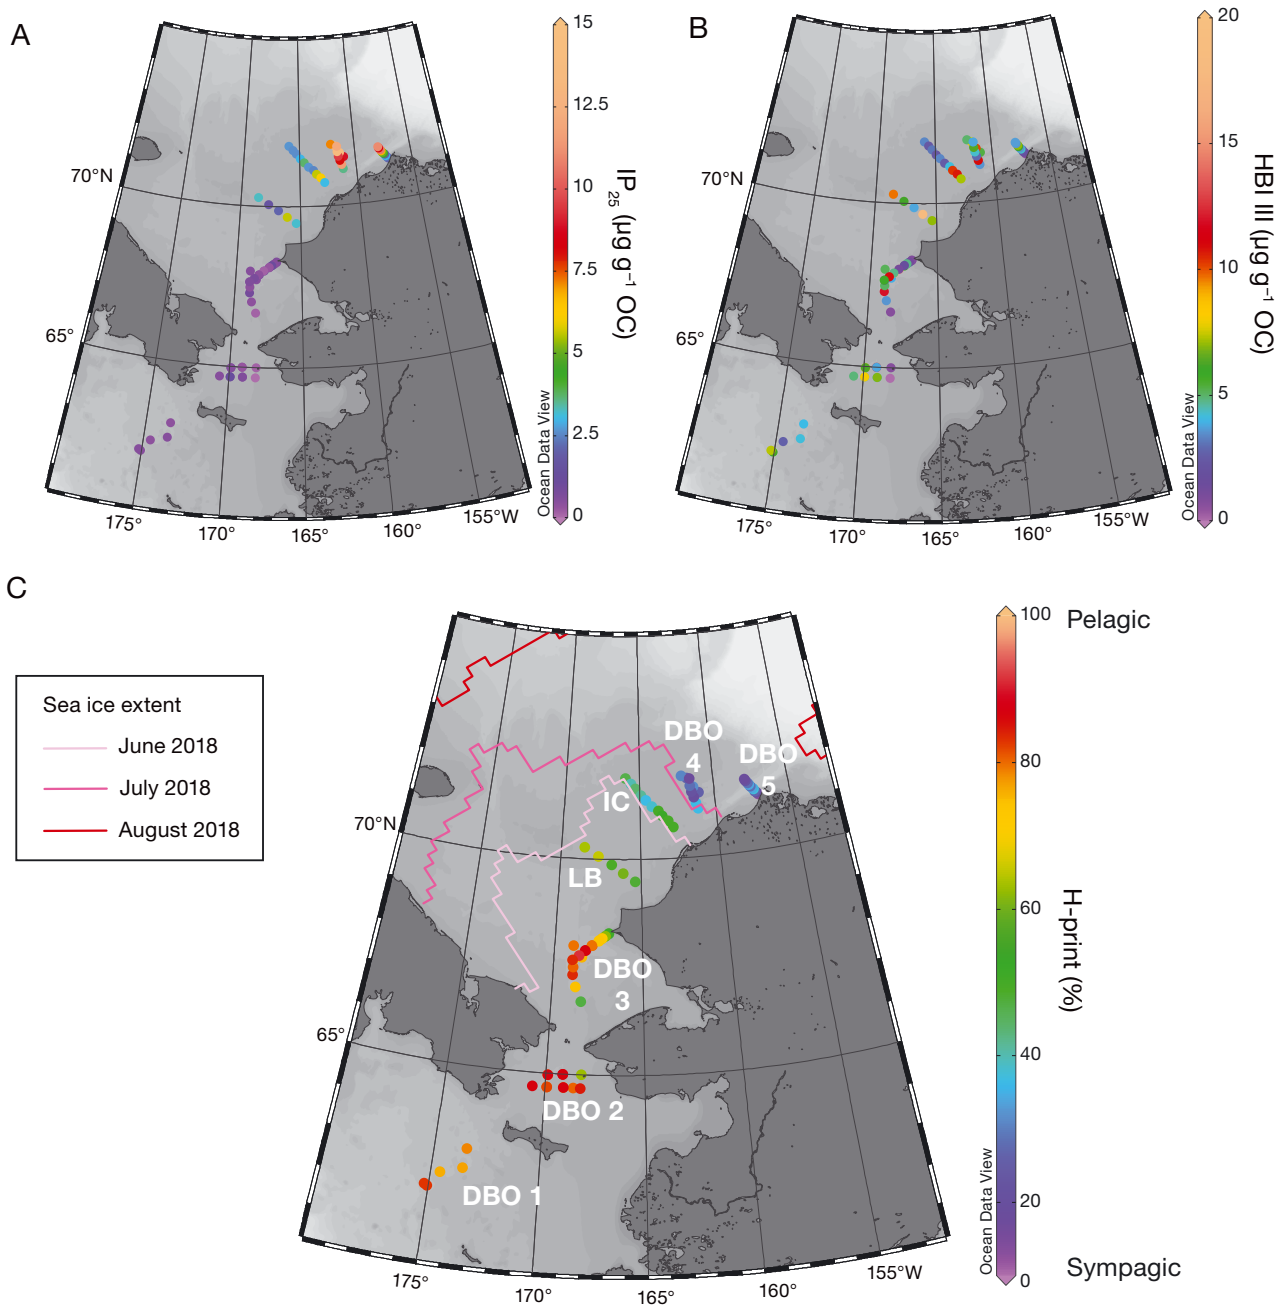 A
70°N
65°
175°
170°
165°
160°
155°W
15
12.5
10
7.5
5
2.5
0
IP25 (µg g–1 OC)
Ocean Data View
B
70°N
65°
175°
170°
165°
160°
155°W
20
15
10
5
0
HBI III (µg g–1 OC)
Ocean Data View
C
Sea ice extent
June 2018
July 2018
August 2018
70°N
65°
175°
170°
165°
160°
155°W
DBO
4
DBO
5
IC
LB
DBO
3
DBO 2
DBO 1
100
80
60
40
20
0
Pelagic
Sympagic
H-print (%)
Ocean Data View